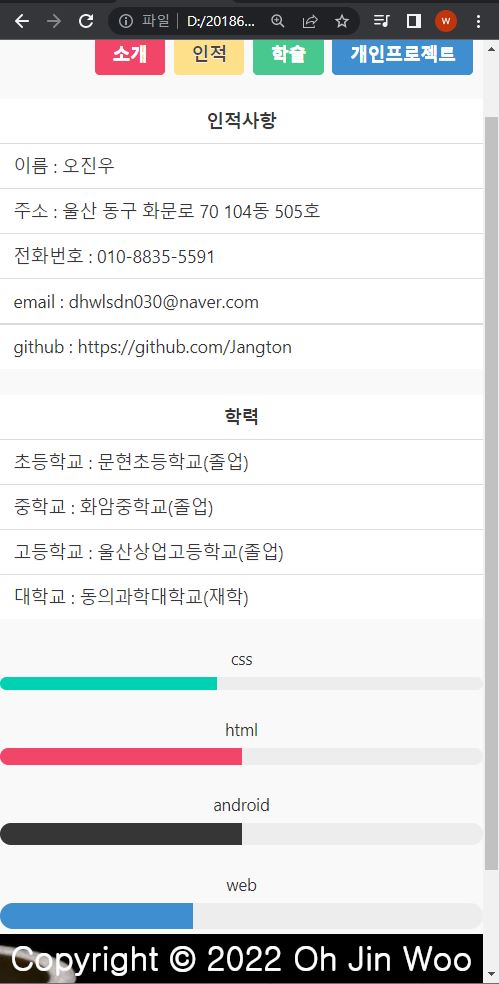 파일
D:/20186...
W
소개
인적
학술
개인프로젝트
인적사항
이름 : 오진우
주소 : 울산 동구 화문로 70 104동 505호
전화번호 : 010-8835-5591
email : dhwlsdn030@naver.com
github : https://github.com/Jangton
학력
초등학교 : 문현초등학교(졸업)
중학교 : 화암중학교(졸업)
고등학교 : 울산상업고등학교(졸업)
대학교 : 동의과학대학교(재학)
css
html
android
web
Copyright © 2022 Oh Jin Woo